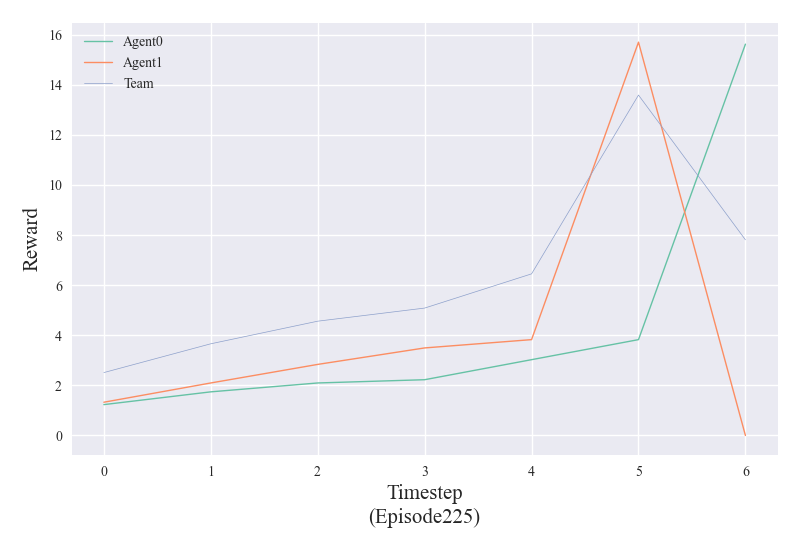 16
14
12
10
8
6
4
2
0
Reward
Agent0
Agent1
Team
0 1 2 3 4 5 6
Timestep
(Episode225)